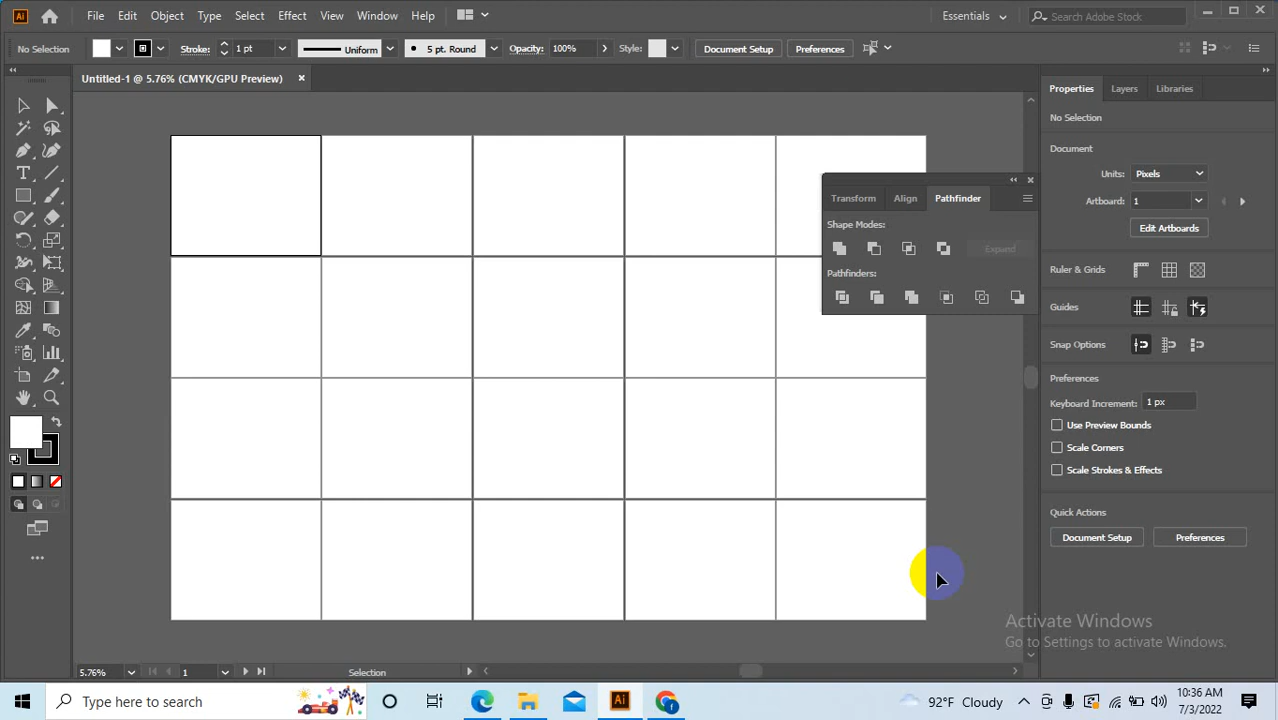 Ai File Edit Object Type Select Effect View Window Help Essentials Search Adobe Stock
No Selection Stroke: 1 pt Uniform 5 pt. Round Opacity: 100% Style: Document Setup Preferences
Untitled-1 @ 5.76% (CMYK/GPU Preview)
Properties Layers Libraries
No Selection
Document
Units: Pixels
Artboard: 1
Edit Artboards
Ruler & Grids
Guides
Snap Options
Preferences
Keyboard Increment: 1 px
Use Preview Bounds
Scale Corners
Scale Strokes & Effects
Quick Actions
Document Setup Preferences
Transform Align Pathfinder
Shape Modes:
Expand
Pathfinders:
Activate Windows
Go to Settings to activate Windows.
5.76% 1 Selection
Type here to search Ai 92°F Cloudy 10:36 AM
7/3/2022